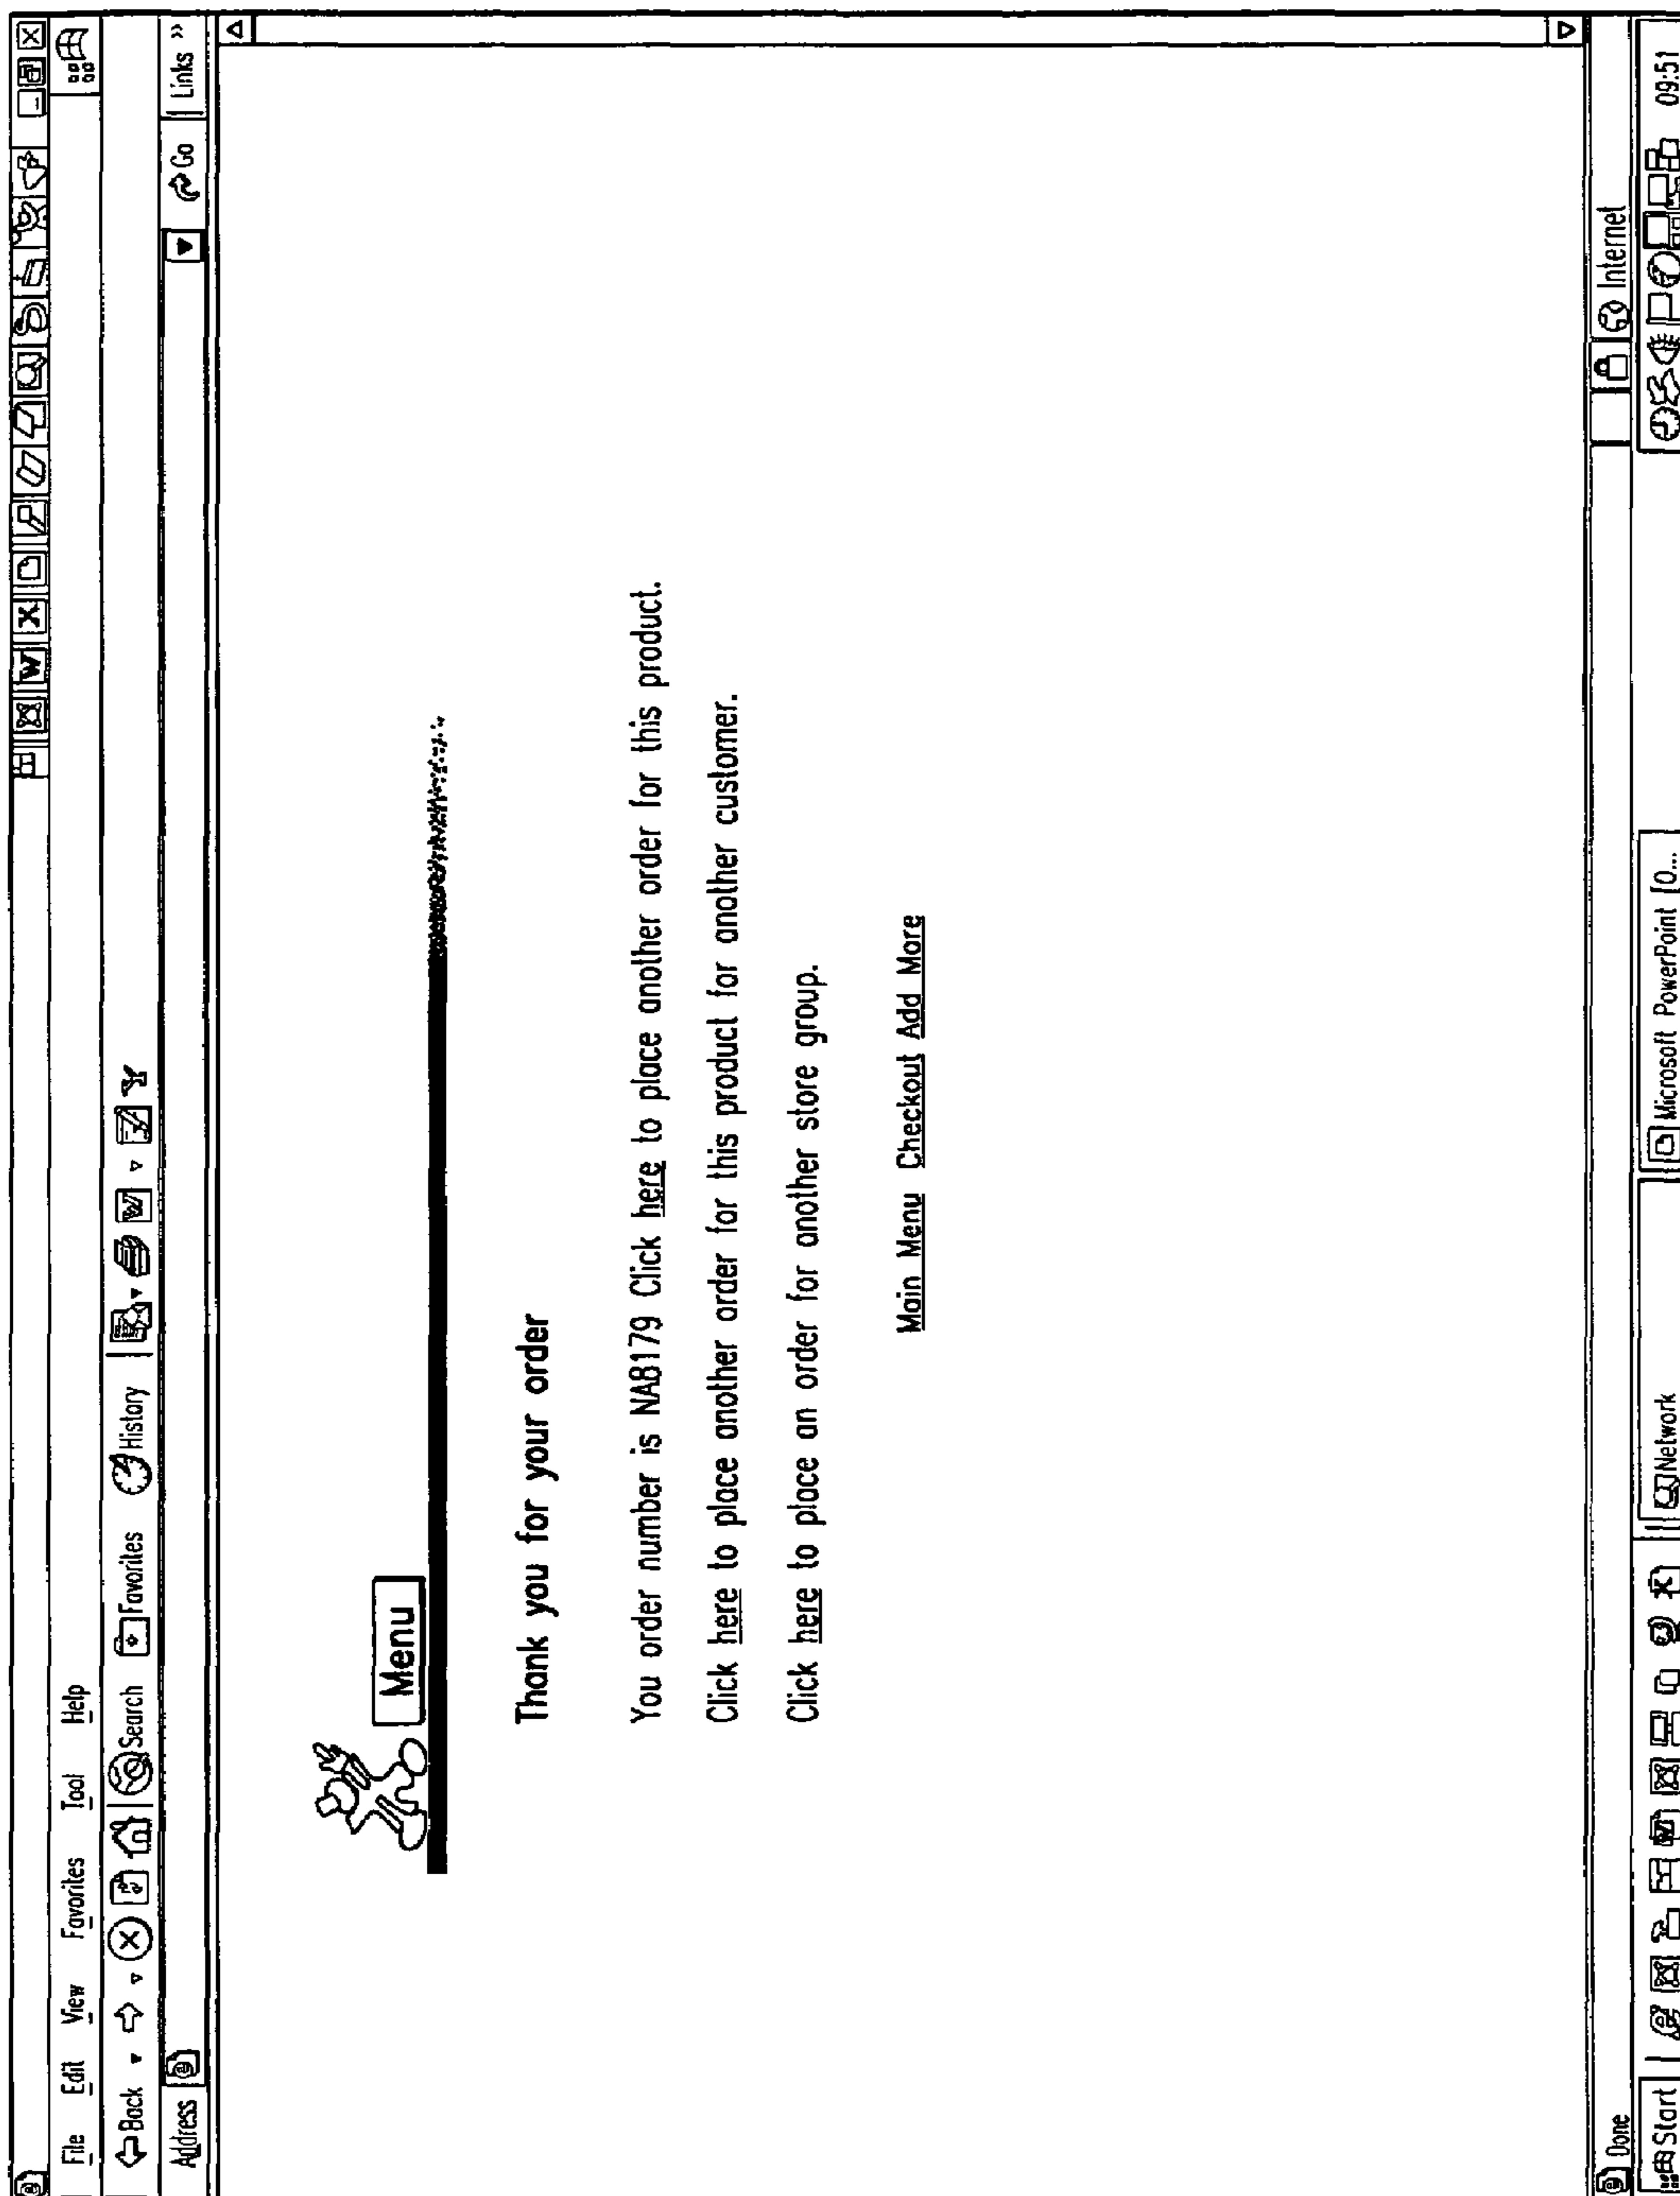 File Edit View Favorites Tool Help
Back Search Favorites History
Address Go Links »
Menu
Thank you for your order
You order number is NA8179 Click here to place another order for this product.
Click here to place another order for this product for another customer.
Click here to place an order for another store group.
Main Menu Checkout Add More
Done Internet
Start Network Microsoft PowerPoint [O... 09:51